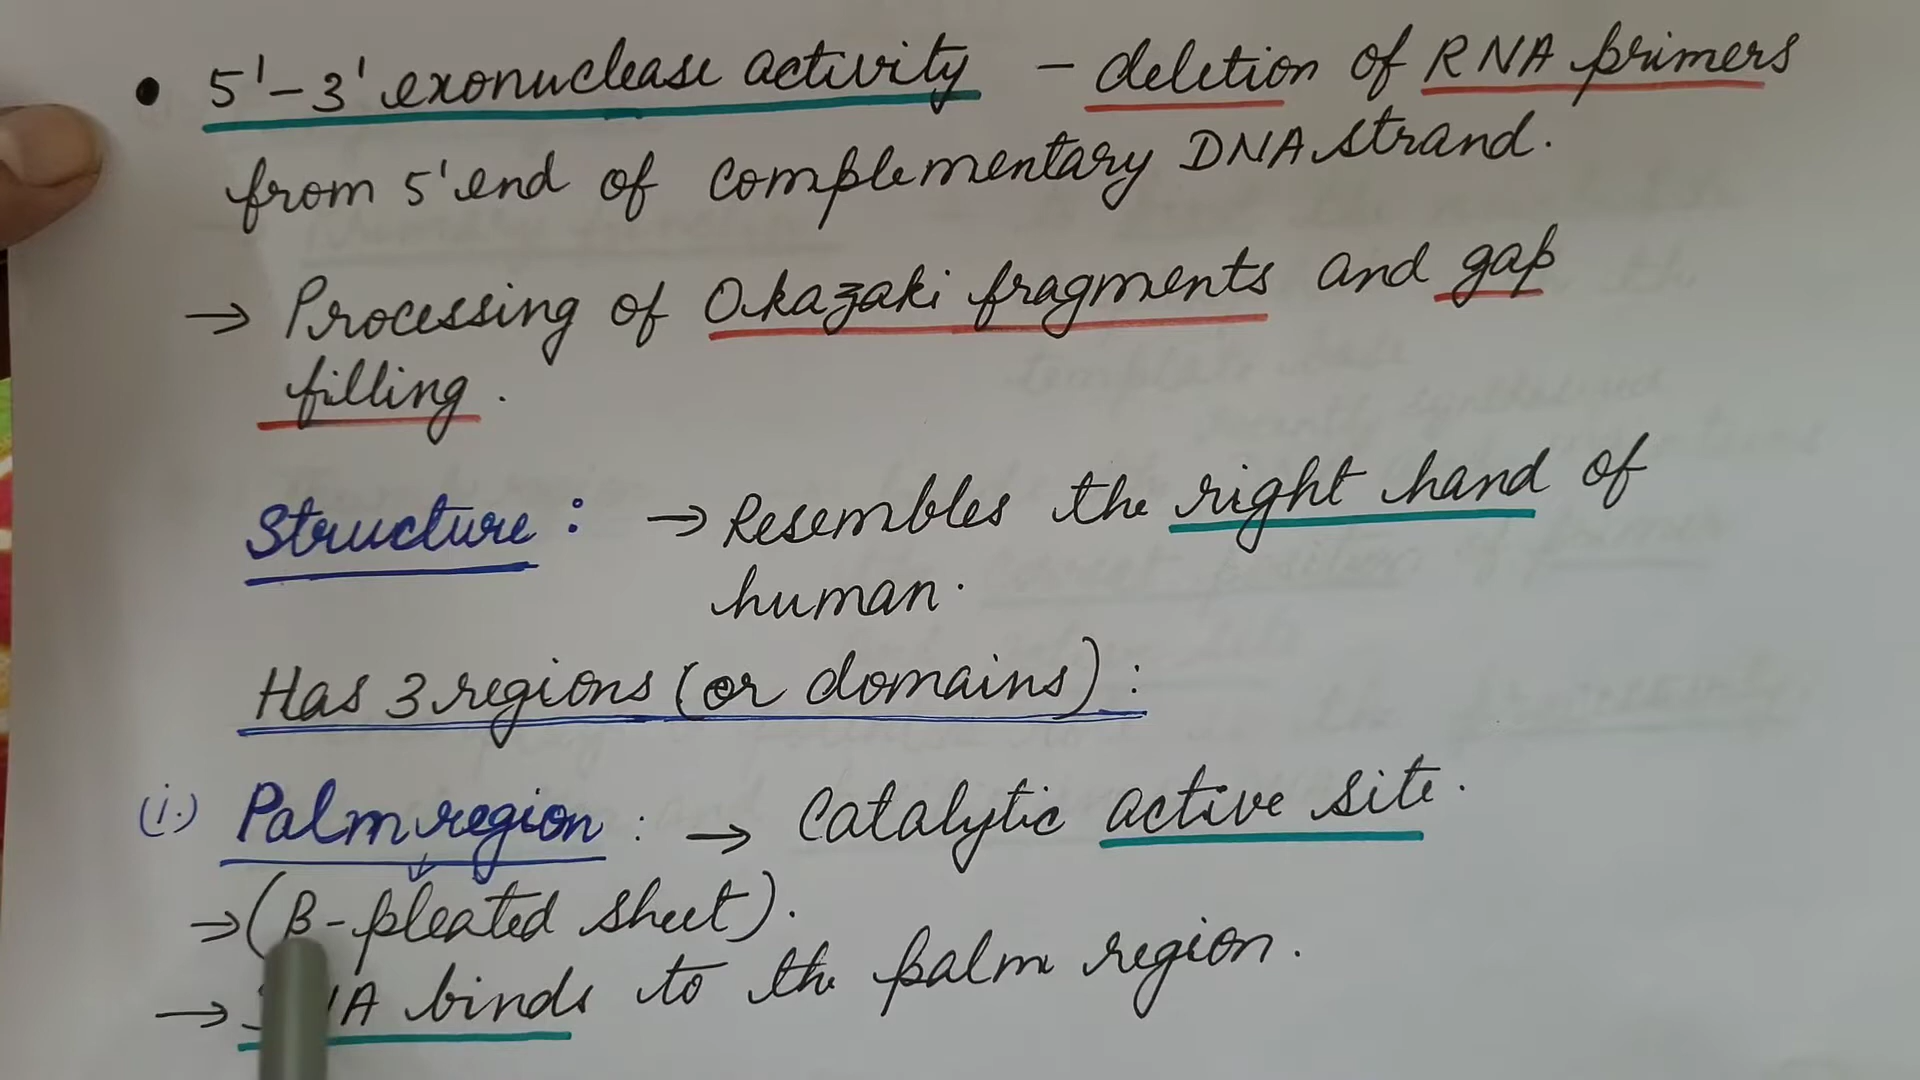 • 5'-3' exonuclease activity - deletion of RNA primers
from 5' end of complementary DNA strand.
→ Processing of Okazaki fragments and gap
filling.
Structure: → Resembles the right hand of
human.
Has 3 regions (or domains):
(i.) Palm region: → Catalytic active site.
→ (B-pleated sheet).
→ binds to the palm region.